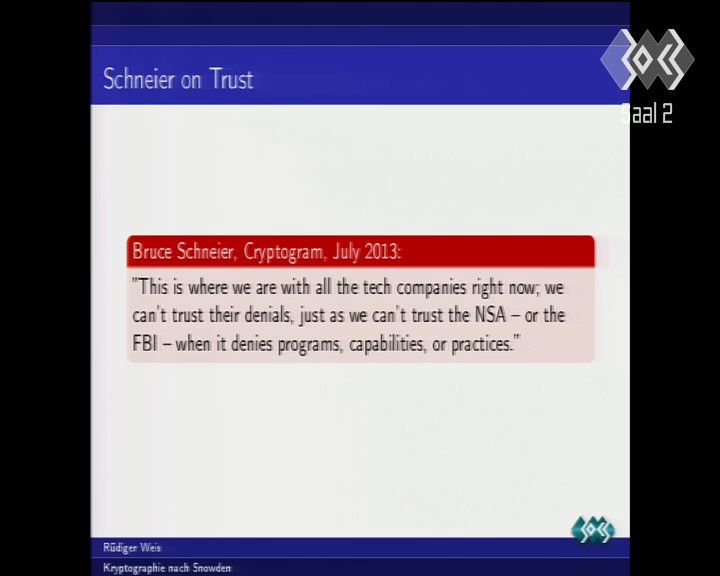 Schneier on Trust
Saal 2
Bruce Schneier, Cryptogram, July 2013:
"This is where we are with all the tech companies right now; we
can't trust their denials, just as we can't trust the NSA – or the
FBI – when it denies programs, capabilities, or practices."
Rüdiger Weis
Kryptographie nach Snowden